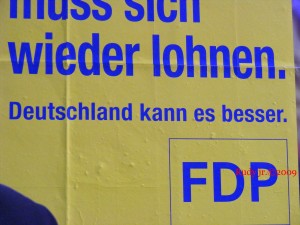 muss sich
wieder lohnen.
Deutschland kann es besser.
FDP